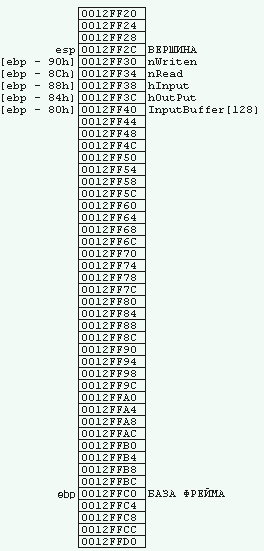 0012FF20
0012FF24
0012FF28
esp 0012FF2C ВЕРШИНА
[ebp - 90h] 0012FF30 nWriten
[ebp - 8Ch] 0012FF34 nRead
[ebp - 88h] 0012FF38 hInput
[ebp - 84h] 0012FF3C hOutPut
[ebp - 80h] 0012FF40 InputBuffer[128]
0012FF44
0012FF48
0012FF4C
0012FF50
0012FF54
0012FF58
0012FF5C
0012FF60
0012FF64
0012FF68
0012FF6C
0012FF70
0012FF74
0012FF78
0012FF7C
0012FF80
0012FF84
0012FF88
0012FF8C
0012FF90
0012FF94
0012FF98
0012FF9C
0012FFA0
0012FFA4
0012FFA8
0012FFAC
0012FFB0
0012FFB4
0012FFB8
0012FFBC
ebp 0012FFC0 БАЗА ФРЕЙМА
0012FFC4
0012FFC8
0012FFCC
0012FFD0